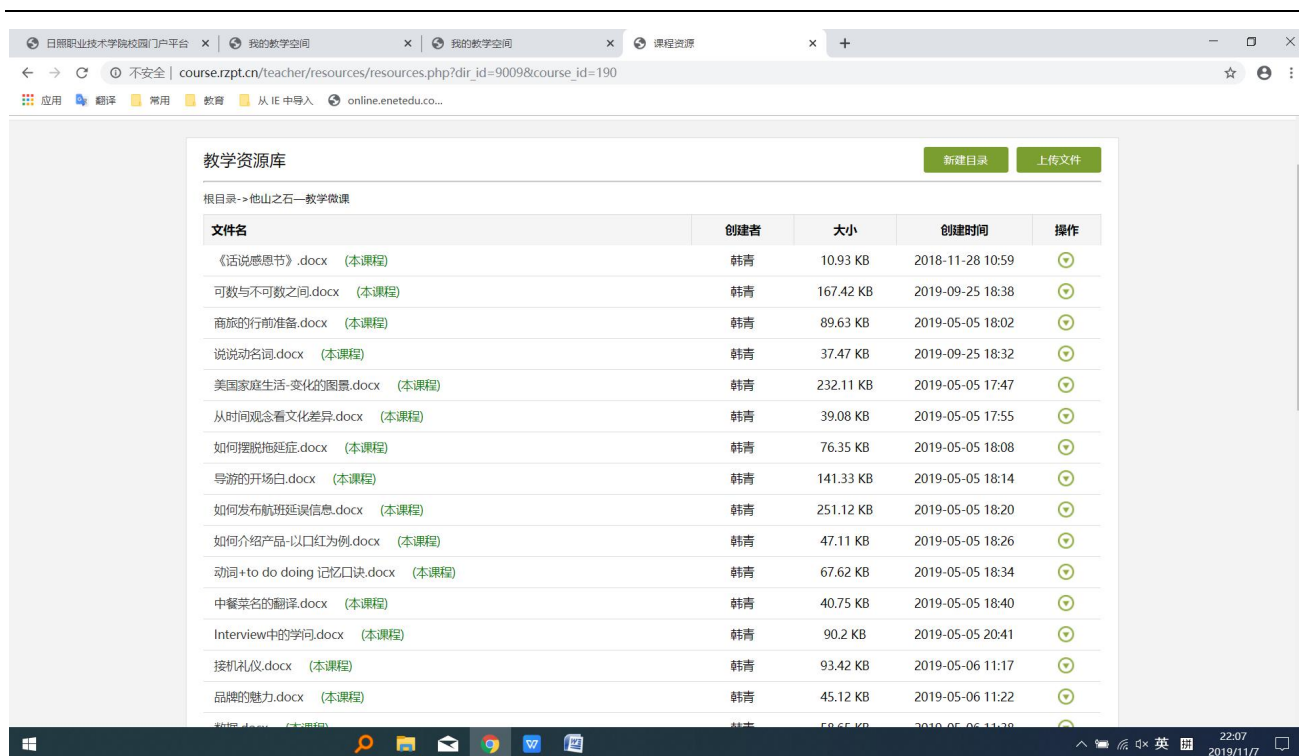 日照职业技术学院校园门户平台 我的教学空间 我的教学空间 课程资源
不安全 | course.rzpt.cn/teacher/resources/resources.php?dir_id=9009&course_id=190
应用 翻译 常用 教育 从 IE 中导入 online.enetedu.co...
教学资源库 新建目录 上传文件
根目录->他山之石—教学微课
文件名 创建者 大小 创建时间 操作
《话说感恩节》.docx (本课程) 韩青 10.93 KB 2018-11-28 10:59
可数与不可数之间.docx (本课程) 韩青 167.42 KB 2019-09-25 18:38
商旅的行前准备.docx (本课程) 韩青 89.63 KB 2019-05-05 18:02
说说动名词.docx (本课程) 韩青 37.47 KB 2019-09-25 18:32
美国家庭生活-变化的图景.docx (本课程) 韩青 232.11 KB 2019-05-05 17:47
从时间观念看文化差异.docx (本课程) 韩青 39.08 KB 2019-05-05 17:55
如何摆脱拖延症.docx (本课程) 韩青 76.35 KB 2019-05-05 18:08
导游的开场白.docx (本课程) 韩青 141.33 KB 2019-05-05 18:14
如何发布航班延误信息.docx (本课程) 韩青 251.12 KB 2019-05-05 18:20
如何介绍产品-以口红为例.docx (本课程) 韩青 47.11 KB 2019-05-05 18:26
动词+to do doing 记忆口诀.docx (本课程) 韩青 67.62 KB 2019-05-05 18:34
中餐菜名的翻译.docx (本课程) 韩青 40.75 KB 2019-05-05 18:40
Interview中的学问.docx (本课程) 韩青 90.2 KB 2019-05-05 20:41
接机礼仪.docx (本课程) 韩青 93.42 KB 2019-05-06 11:17
品牌的魅力.docx (本课程) 韩青 45.12 KB 2019-05-06 11:22
英 拼 22:07
2019/11/7